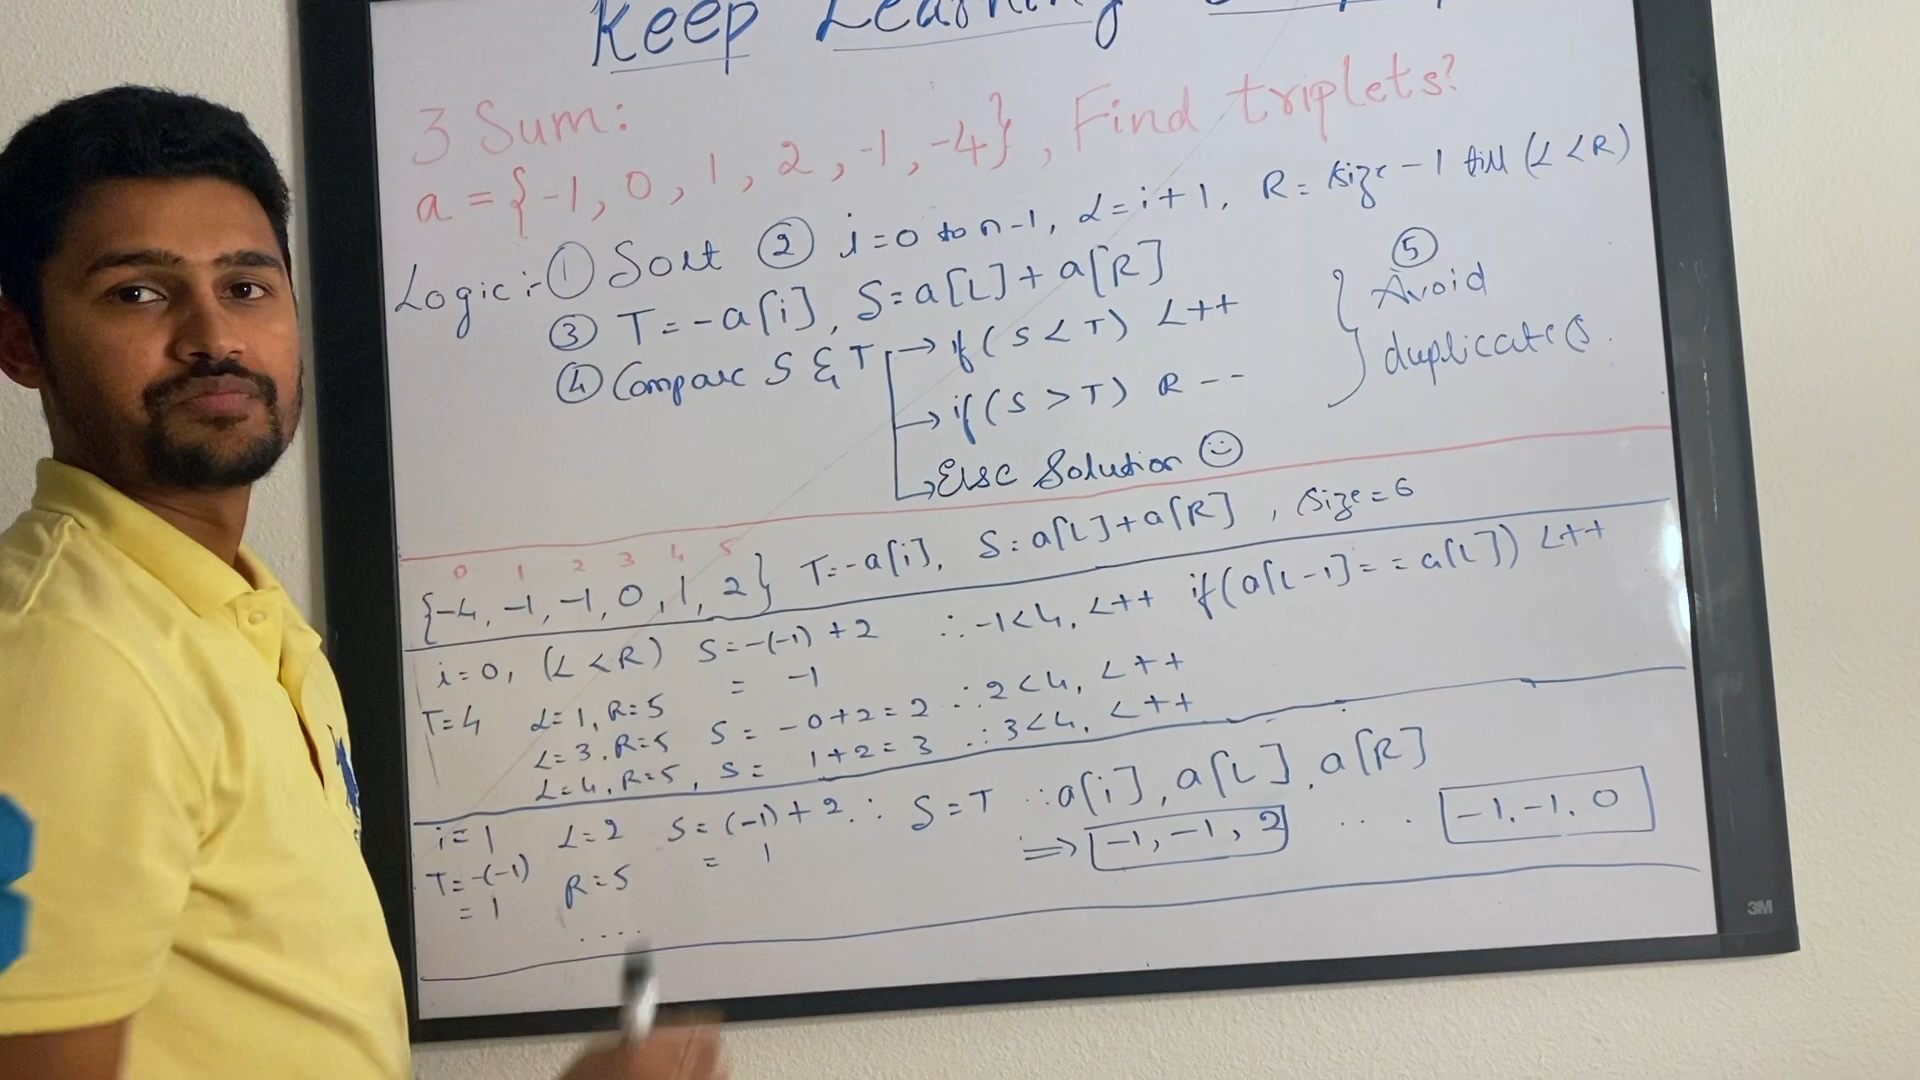 Keep Learning
3 Sum:
a = {-1, 0, 1, 2, -1, -4}, Find triplets?
Logic:- ① Sort ② i=0 to n-1, L=i+1, R= size-1 till (L<R)
③ T=-a[i], S=a[L]+a[R]
④ Compare S & T → if (S<T) L++
→ if (S>T) R--
→ Else Solution ☺
} ⑤ Avoid
duplicates.
0 1 2 3 4 5
{-4, -1, -1, 0, 1, 2} T=-a[i], S=a[L]+a[R], Size=6
i=0, (L<R) S=-(-1)+2 ∴ -1<4, L++ if(a[L-1]==a[L]) L++
= -1
T=4 L=1, R=5
L=3, R=5 S= -0+2=2 ∴ 2<4, L++
L=4, R=5, S= 1+2=3 ∴ 3<4, L++
i=1 L=2 S=(-1)+2 ∴ S=T ∴ a[i], a[L], a[R]
T=-(-1) R=5 = 1 ⇒ -1, -1, 2 .... -1, -1, 0
= 1
....
3M